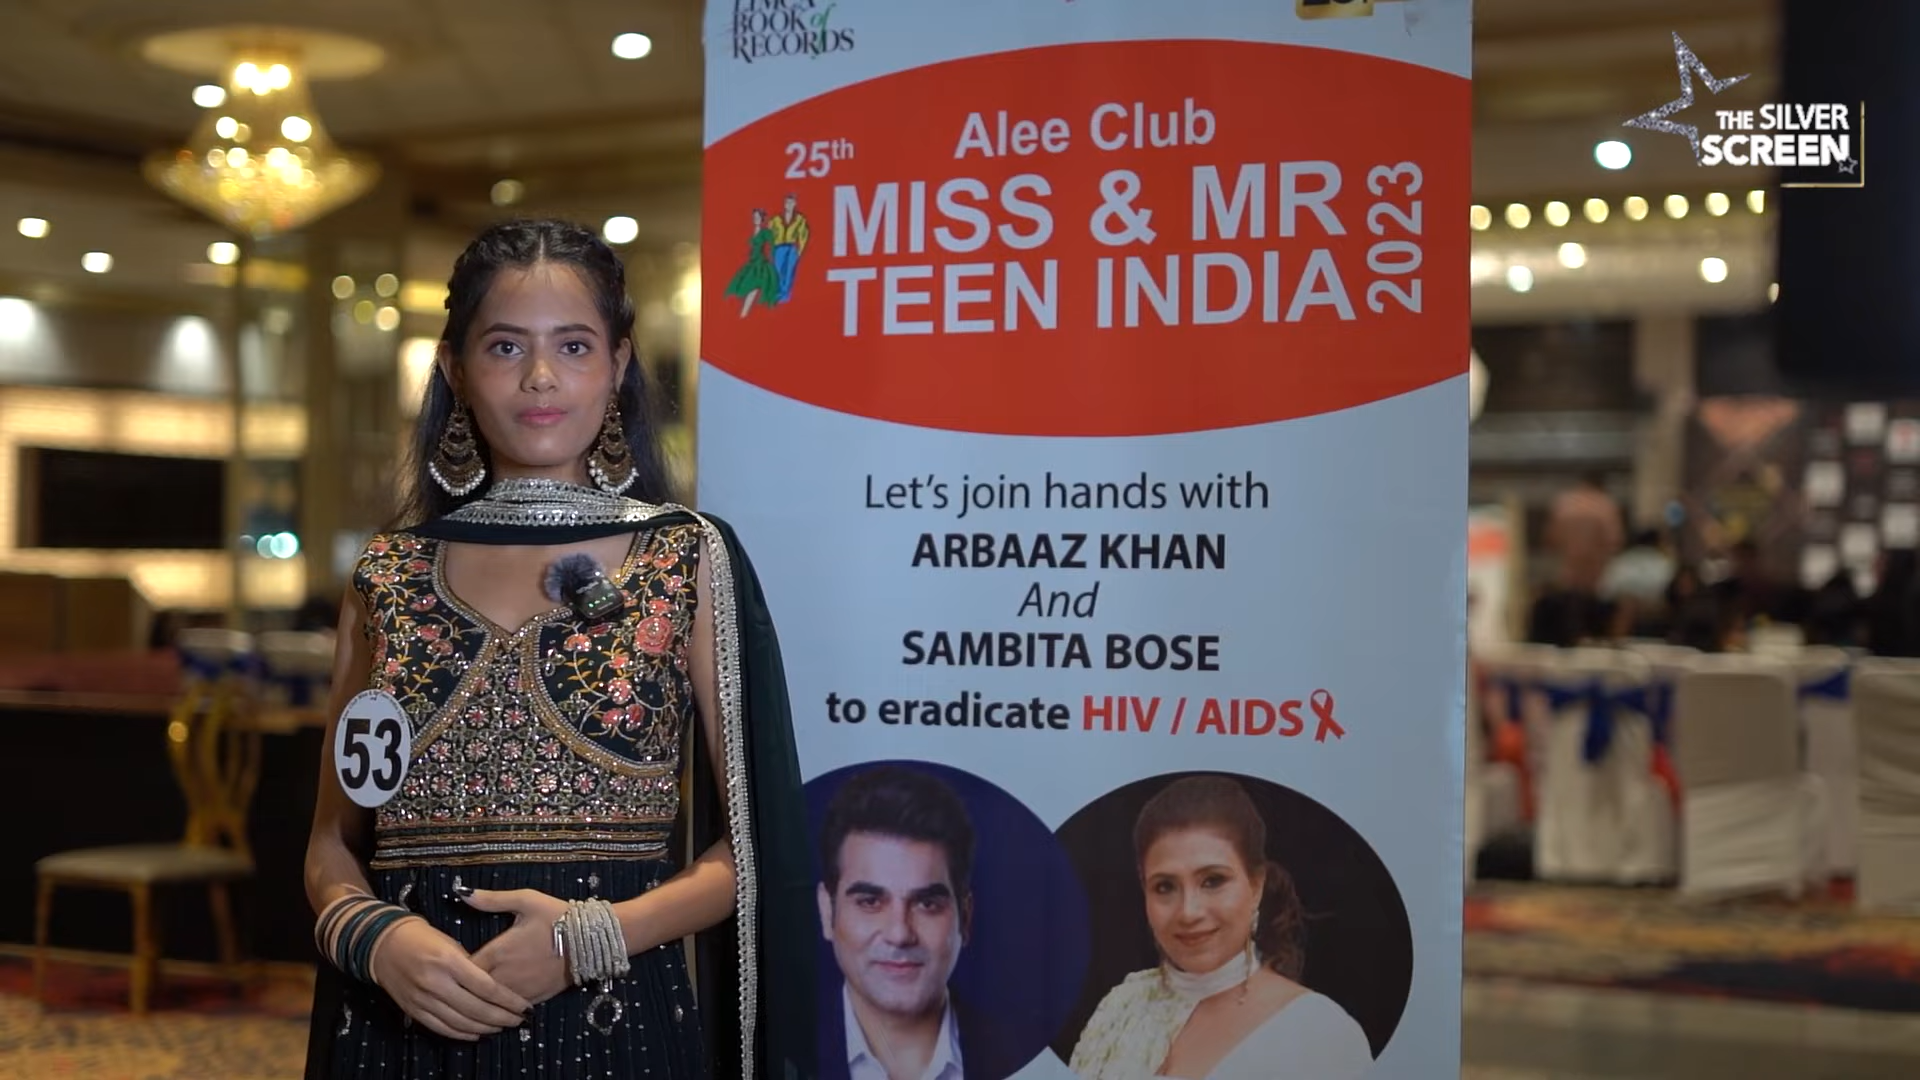 LIMCA
BOOK of
RECORDS
THE SILVER
SCREEN
25th
Alee Club
MISS & MR
TEEN INDIA
2023
Let's join hands with
ARBAAZ KHAN
And
SAMBITA BOSE
to eradicate HIV / AIDS
53